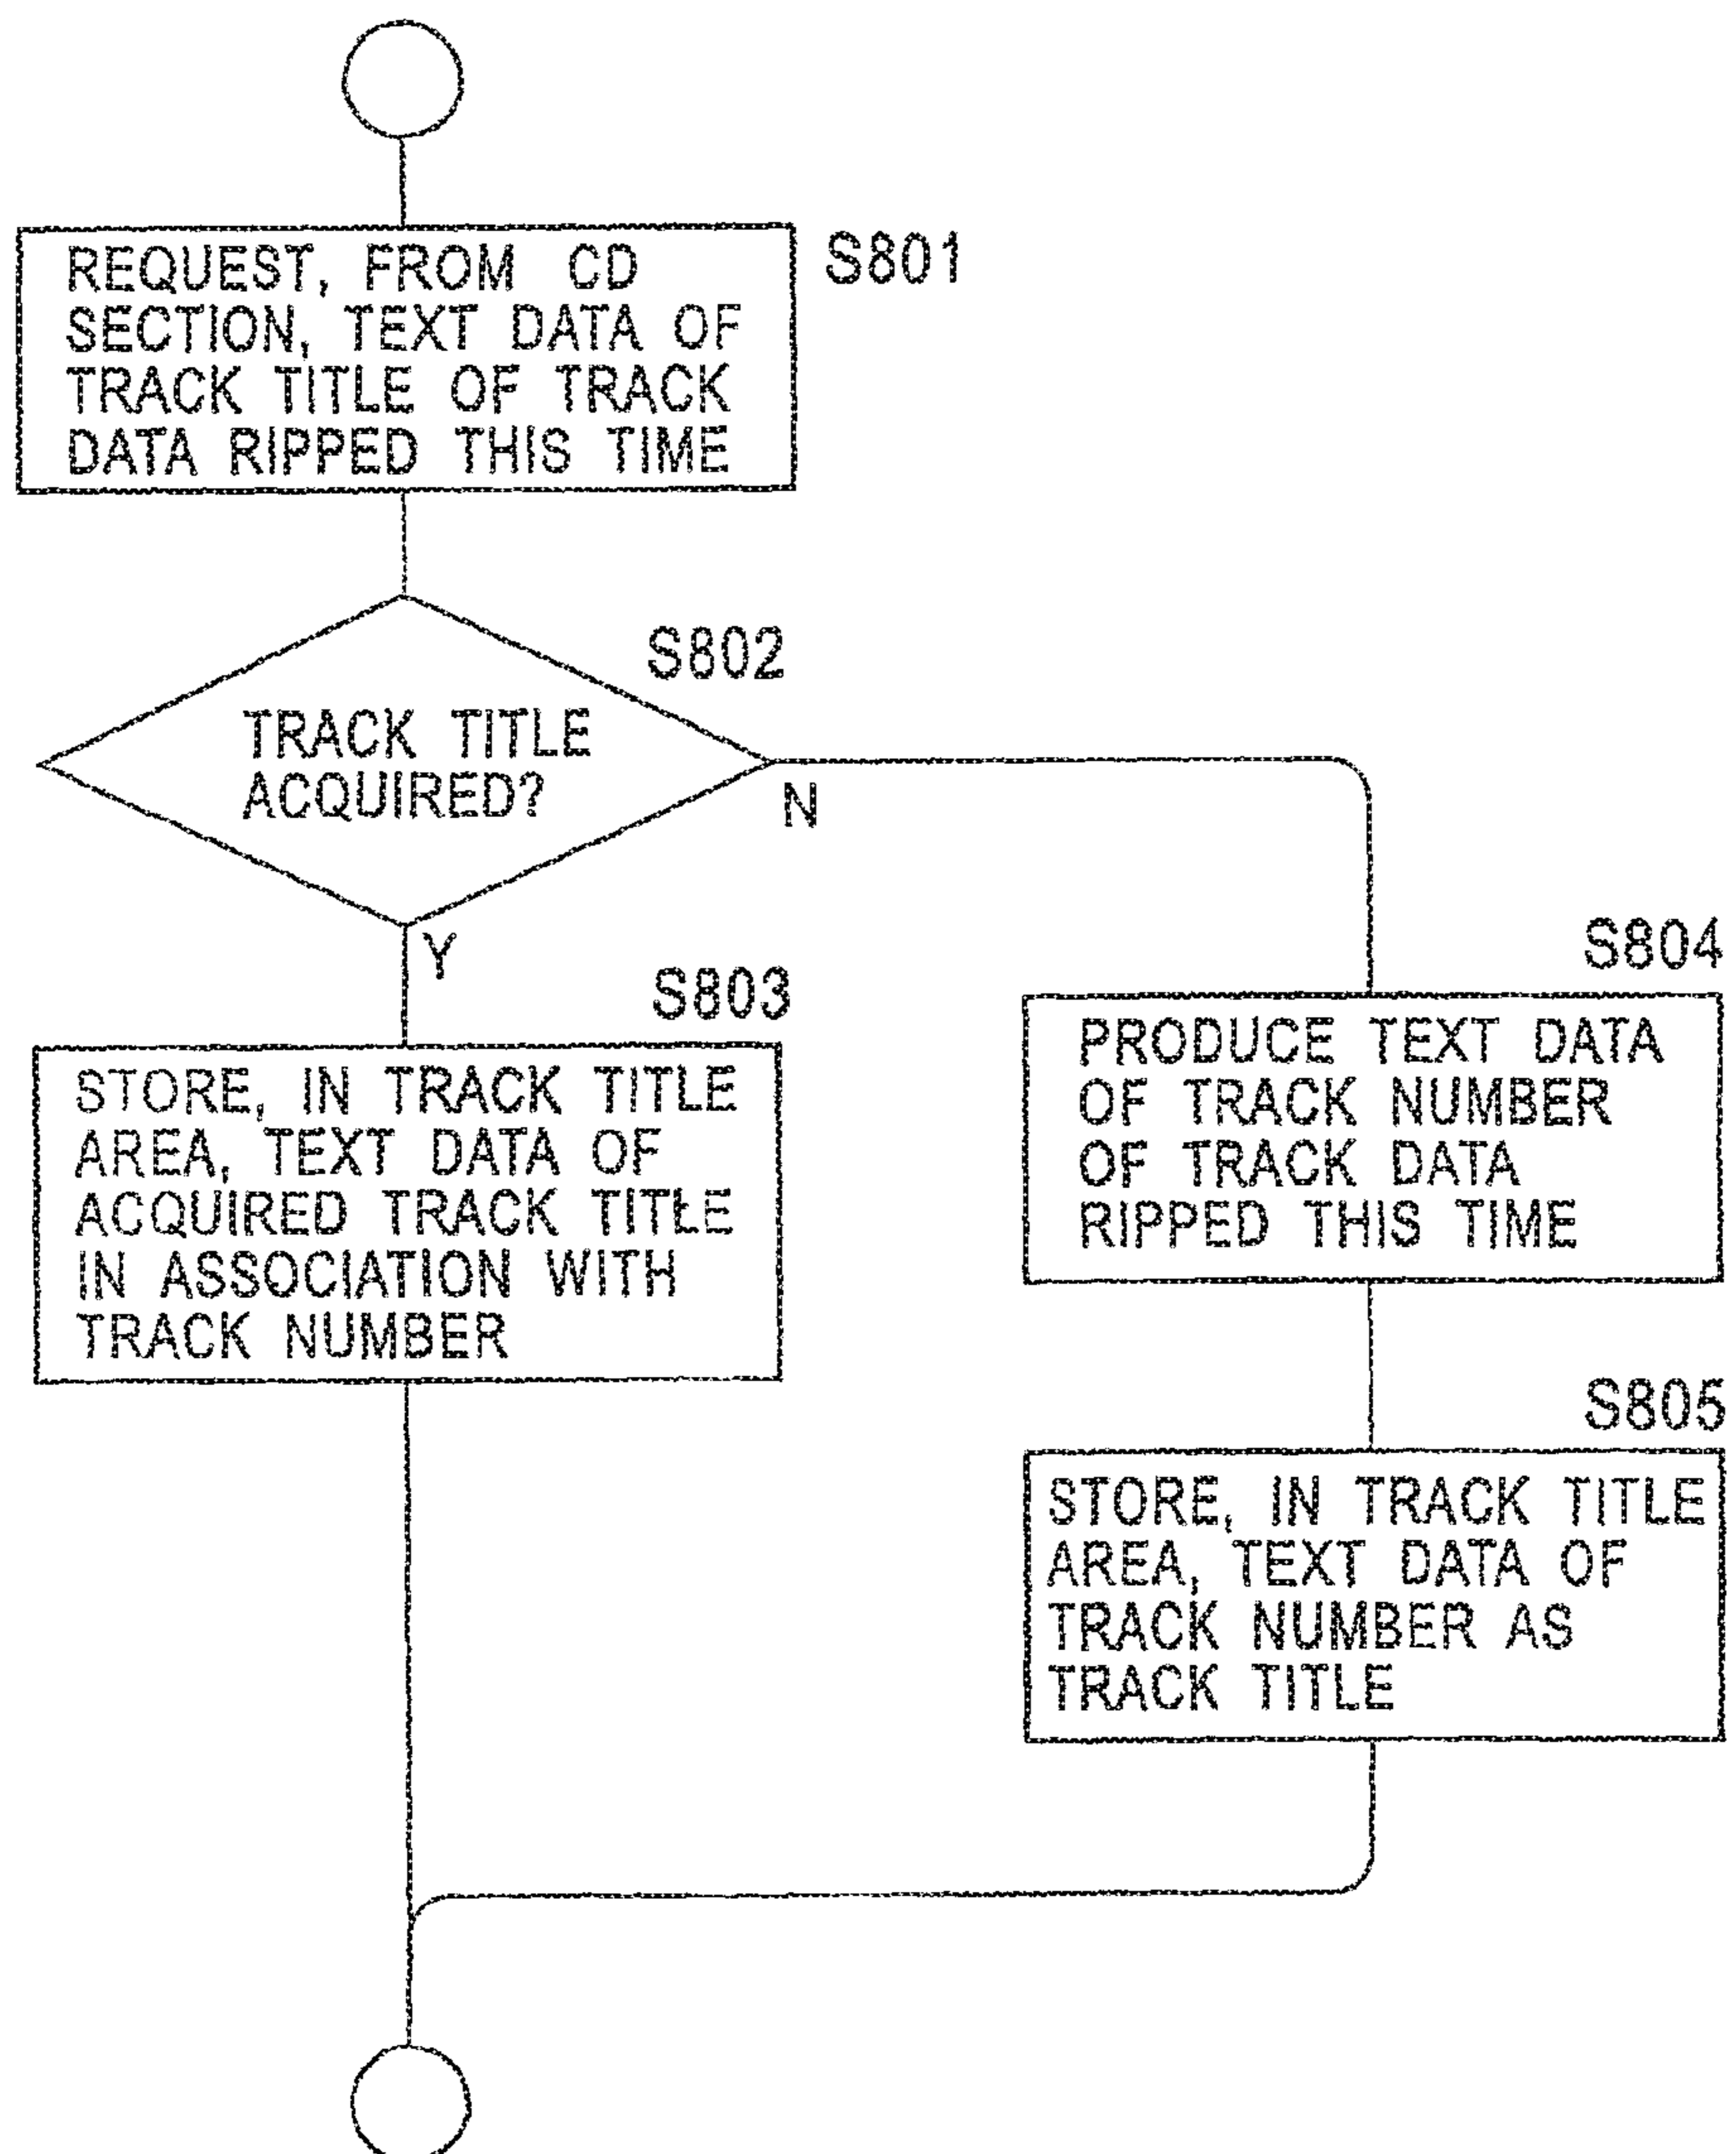 REQUEST, FROM CD
SECTION, TEXT DATA OF
TRACK TITLE OF TRACK
DATA RIPPED THIS TIME
S801
S802
TRACK TITLE
ACQUIRED?
N
Y
S803
STORE, IN TRACK TITLE
AREA, TEXT DATA OF
ACQUIRED TRACK TITLE
IN ASSOCIATION WITH
TRACK NUMBER
S804
PRODUCE TEXT DATA
OF TRACK NUMBER
OF TRACK DATA
RIPPED THIS TIME
S805
STORE, IN TRACK TITLE
AREA, TEXT DATA OF
TRACK NUMBER AS
TRACK TITLE